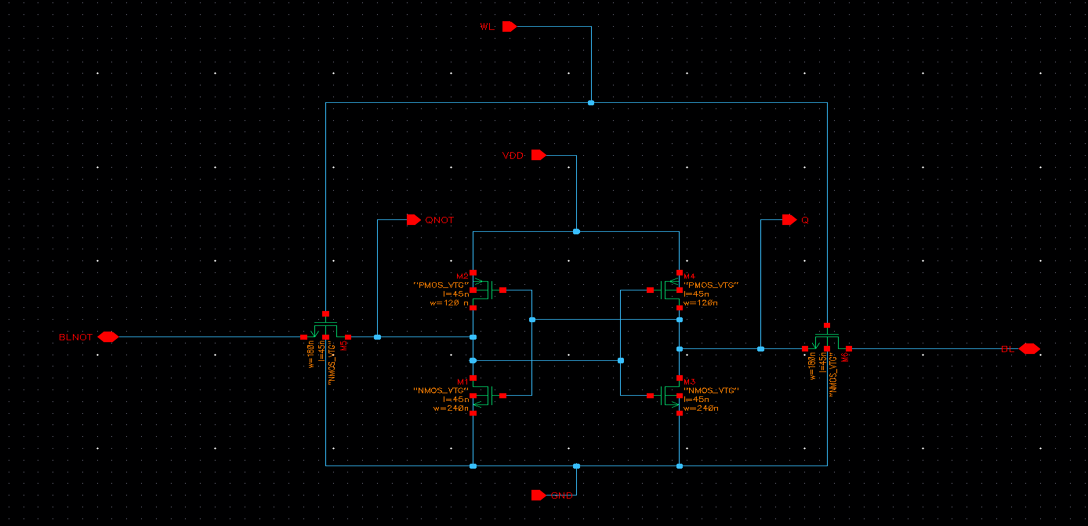 WL
VDD
QNOT
Q
M2
"PMOS_VTG"
l=45n
w=120n
M4
"PMOS_VTG"
l=45n
w=120n
BLNOT
M5
"NMOS_VTG"
l=45n
w=180n
BL
"NMOS_VTG"
l=45n
w=180n
M1
"NMOS_VTG"
l=45n
w=240n
M3
"NMOS_VTG"
l=45n
w=240n
GND